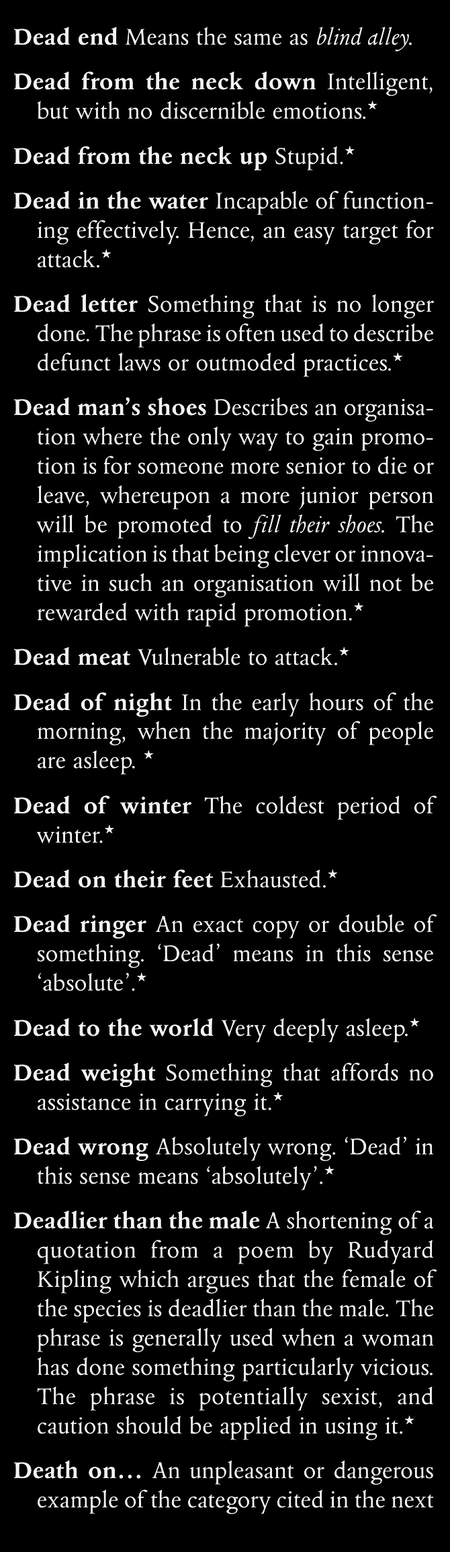 Dead end Means the same as blind alley.
Dead from the neck down Intelligent,
but with no discernible emotions.★
Dead from the neck up Stupid.★
Dead in the water Incapable of function-
ing effectively. Hence, an easy target for
attack.★
Dead letter Something that is no longer
done. The phrase is often used to describe
defunct laws or outmoded practices.★
Dead man’s shoes Describes an organisa-
tion where the only way to gain promo-
tion is for someone more senior to die or
leave, whereupon a more junior person
will be promoted to fill their shoes. The
implication is that being clever or innova-
tive in such an organisation will not be
rewarded with rapid promotion.★
Dead meat Vulnerable to attack.★
Dead of night In the early hours of the
morning, when the majority of people
are asleep. ★
Dead of winter The coldest period of
winter.★
Dead on their feet Exhausted.★
Dead ringer An exact copy or double of
something. ‘Dead’ means in this sense
‘absolute’.★
Dead to the world Very deeply asleep.★
Dead weight Something that affords no
assistance in carrying it.★
Dead wrong Absolutely wrong. ‘Dead’ in
this sense means ‘absolutely’.★
Deadlier than the male A shortening of a
quotation from a poem by Rudyard
Kipling which argues that the female of
the species is deadlier than the male. The
phrase is generally used when a woman
has done something particularly vicious.
The phrase is potentially sexist, and
caution should be applied in using it.★
Death on... An unpleasant or dangerous
example of the category cited in the next